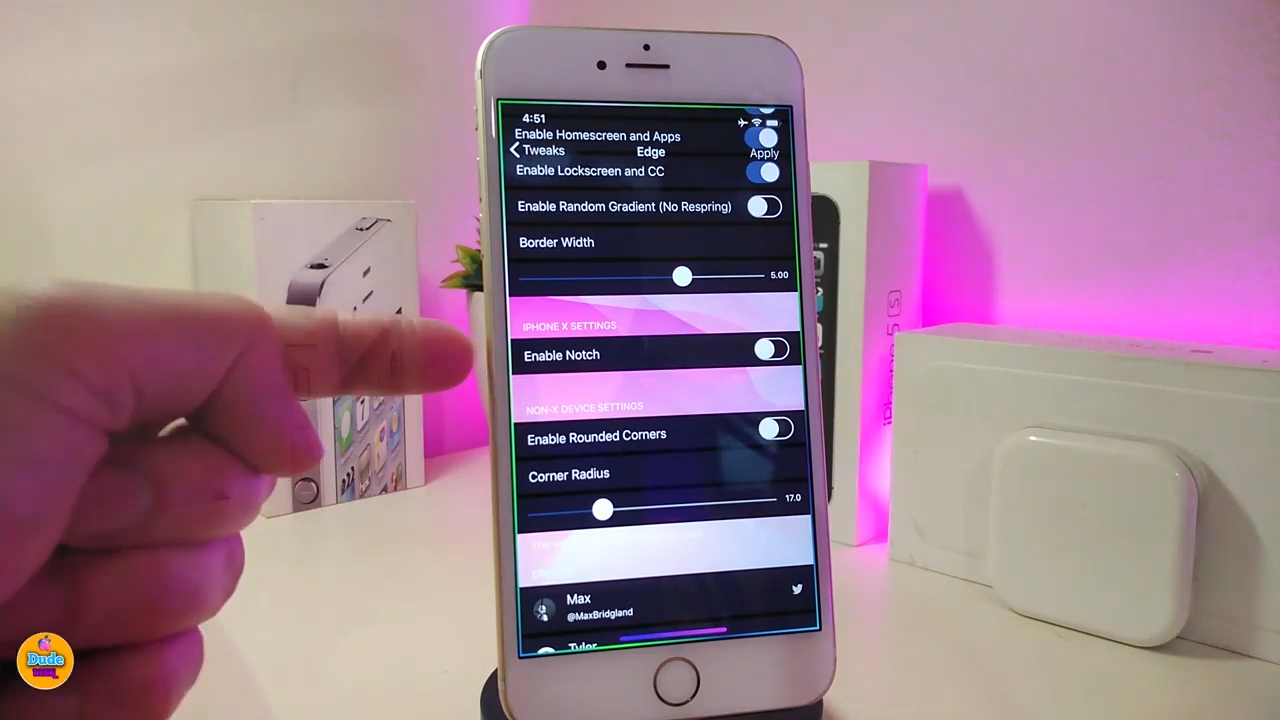 4:51
Enable Homescreen and Apps
Tweaks
Edge
Apply
Enable Lockscreen and CC
Enable Random Gradient (No Respring)
Border Width
5.00
IPHONE X SETTINGS
Enable Notch
NON-X DEVICE SETTINGS
Enable Rounded Corners
Corner Radius
17.0
Max
@MaxBridgland
Tyler
iPhone 5 S
Dude